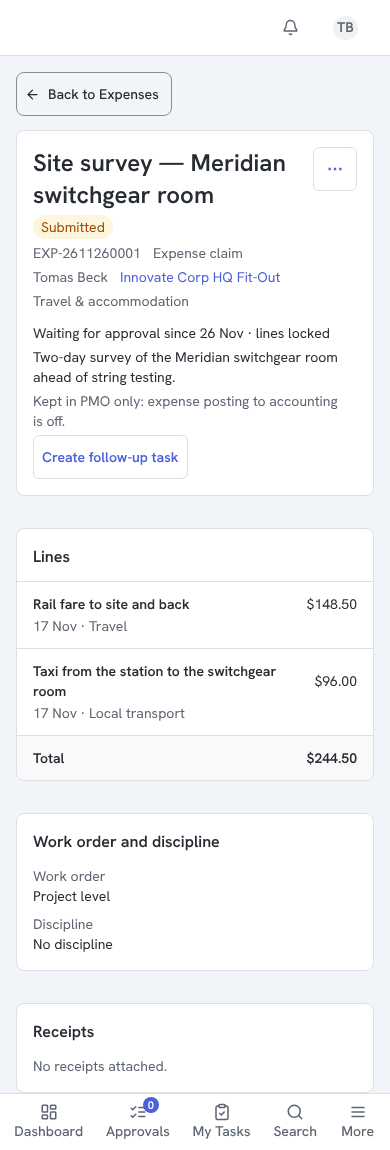 TB
← Back to Expenses
Site survey — Meridian
switchgear room
...
Submitted
EXP-2611260001 Expense claim
Tomas Beck Innovate Corp HQ Fit-Out
Travel & accommodation
Waiting for approval since 26 Nov · lines locked
Two-day survey of the Meridian switchgear room
ahead of string testing.
Kept in PMO only: expense posting to accounting
is off.
Create follow-up task
Lines
Rail fare to site and back $148.50
17 Nov · Travel
Taxi from the station to the switchgear
room $96.00
17 Nov · Local transport
Total $244.50
Work order and discipline
Work order
Project level
Discipline
No discipline
Receipts
No receipts attached.
0
Dashboard Approvals My Tasks Search More